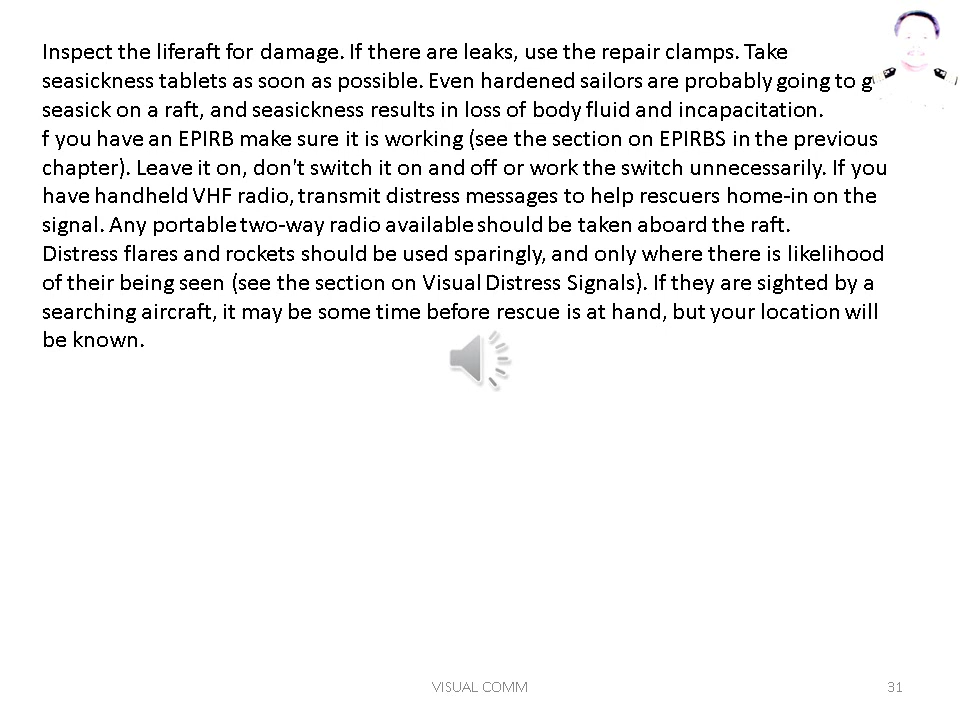 Inspect the liferaft for damage. If there are leaks, use the repair clamps. Take
seasickness tablets as soon as possible. Even hardened sailors are probably going to g
seasick on a raft, and seasickness results in loss of body fluid and incapacitation.
f you have an EPIRB make sure it is working (see the section on EPIRBS in the previous
chapter). Leave it on, don't switch it on and off or work the switch unnecessarily. If you
have handheld VHF radio, transmit distress messages to help rescuers home-in on the
signal. Any portable two-way radio available should be taken aboard the raft.
Distress flares and rockets should be used sparingly, and only where there is likelihood
of their being seen (see the section on Visual Distress Signals). If they are sighted by a
searching aircraft, it may be some time before rescue is at hand, but your location will
be known.
VISUAL COMM
31